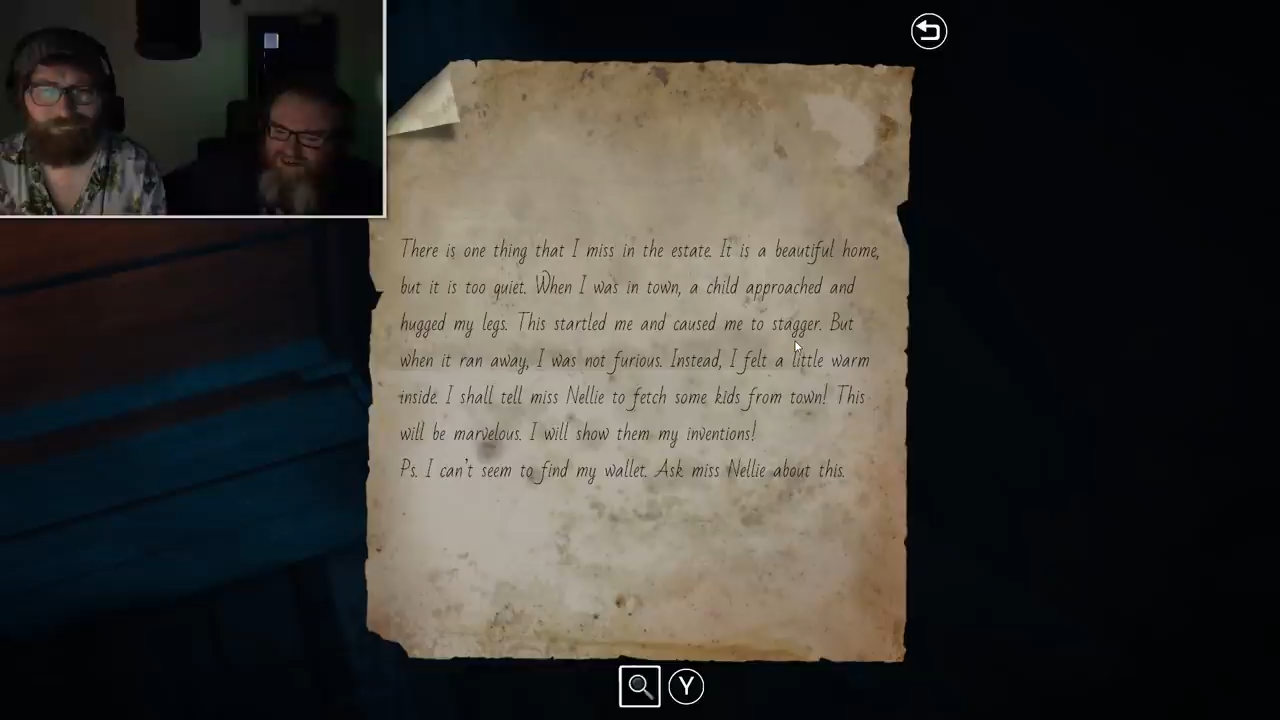 There is one thing that I miss in the estate. It is a beautiful home,
but it is too quiet. When I was in town, a child approached and
hugged my legs. This startled me and caused me to stagger. But
when it ran away, I was not furious. Instead, I felt a little warm
inside. I shall tell miss Nellie to fetch some kids from town! This
will be marvelous. I will show them my inventions!
Ps. I can't seem to find my wallet. Ask miss Nellie about this.
Y